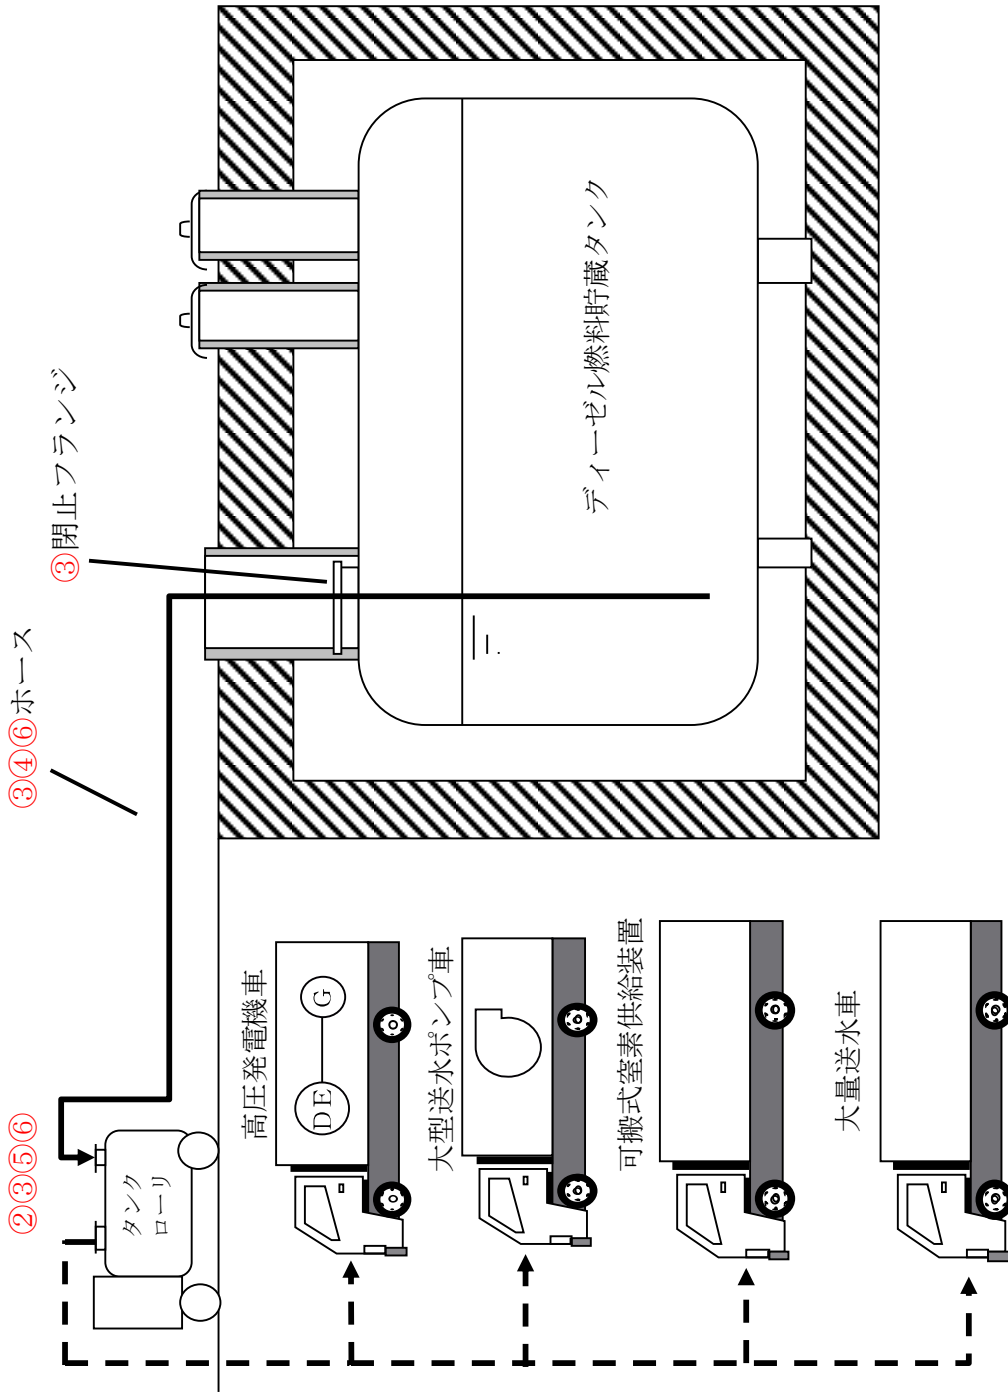 ②③⑤⑥
③④⑥ホース
③閉止フランジ
タンク
ローリ
ディーゼル燃料貯蔵タンク
高圧発電機車
DE
G
大型送水ポンプ車
可搬式窒素供給装置
大量送水車